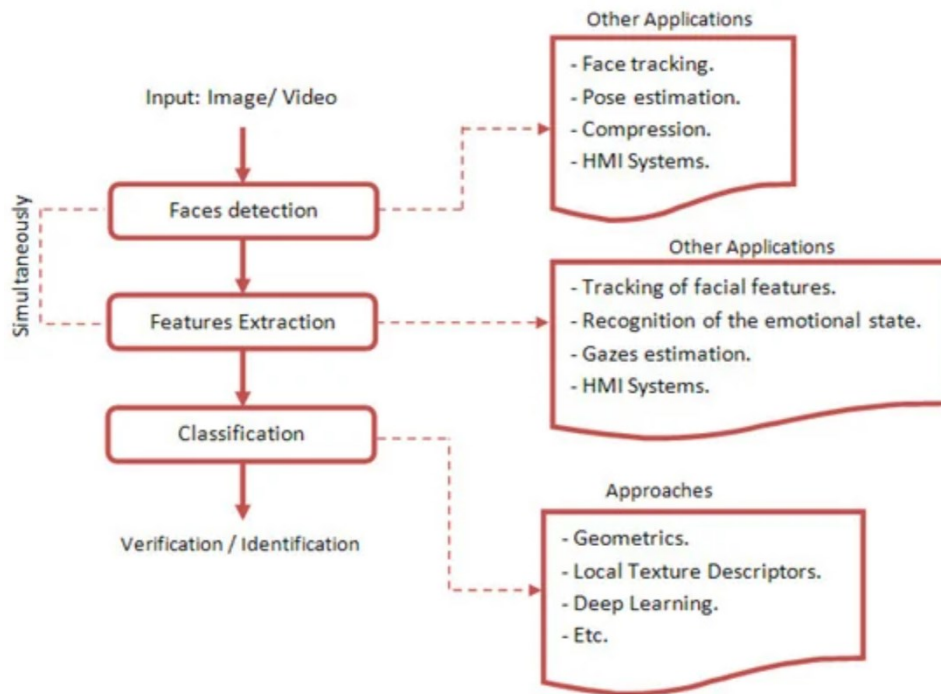 Other Applications
- Face tracking.
- Pose estimation.
- Compression.
- HMI Systems.
Input: Image/ Video
Faces detection
Simultaneously
Features Extraction
Other Applications
- Tracking of facial features.
- Recognition of the emotional state.
- Gazes estimation.
- HMI Systems.
Classification
Verification / Identification
Approaches
- Geometrics.
- Local Texture Descriptors.
- Deep Learning.
- Etc.